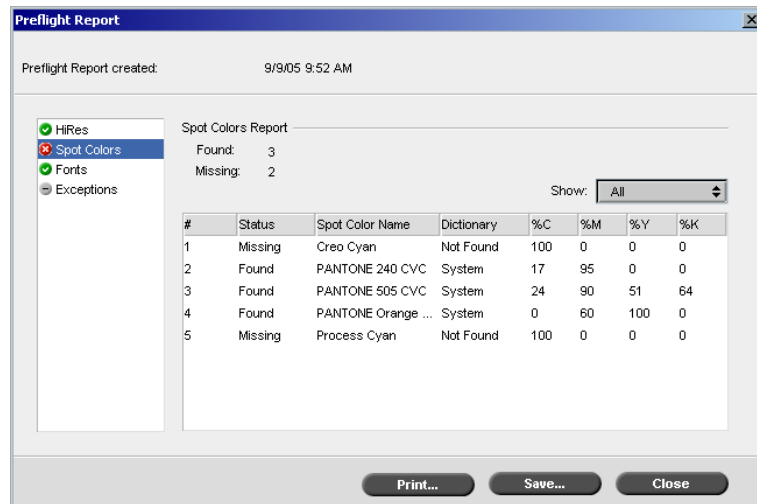 Preflight Report
Preflight Report created: 9/9/05 9:52 AM
HiRes
Spot Colors
Fonts
Exceptions
Spot Colors Report
Found: 3
Missing: 2
Show: All
# Status Spot Color Name Dictionary %C %M %Y %K
1 Missing Creo Cyan Not Found 100 0 0 0
2 Found PANTONE 240 CVC System 17 95 0 0
3 Found PANTONE 505 CVC System 24 90 51 64
4 Found PANTONE Orange ... System 0 60 100 0
5 Missing Process Cyan Not Found 100 0 0 0
Print... Save... Close